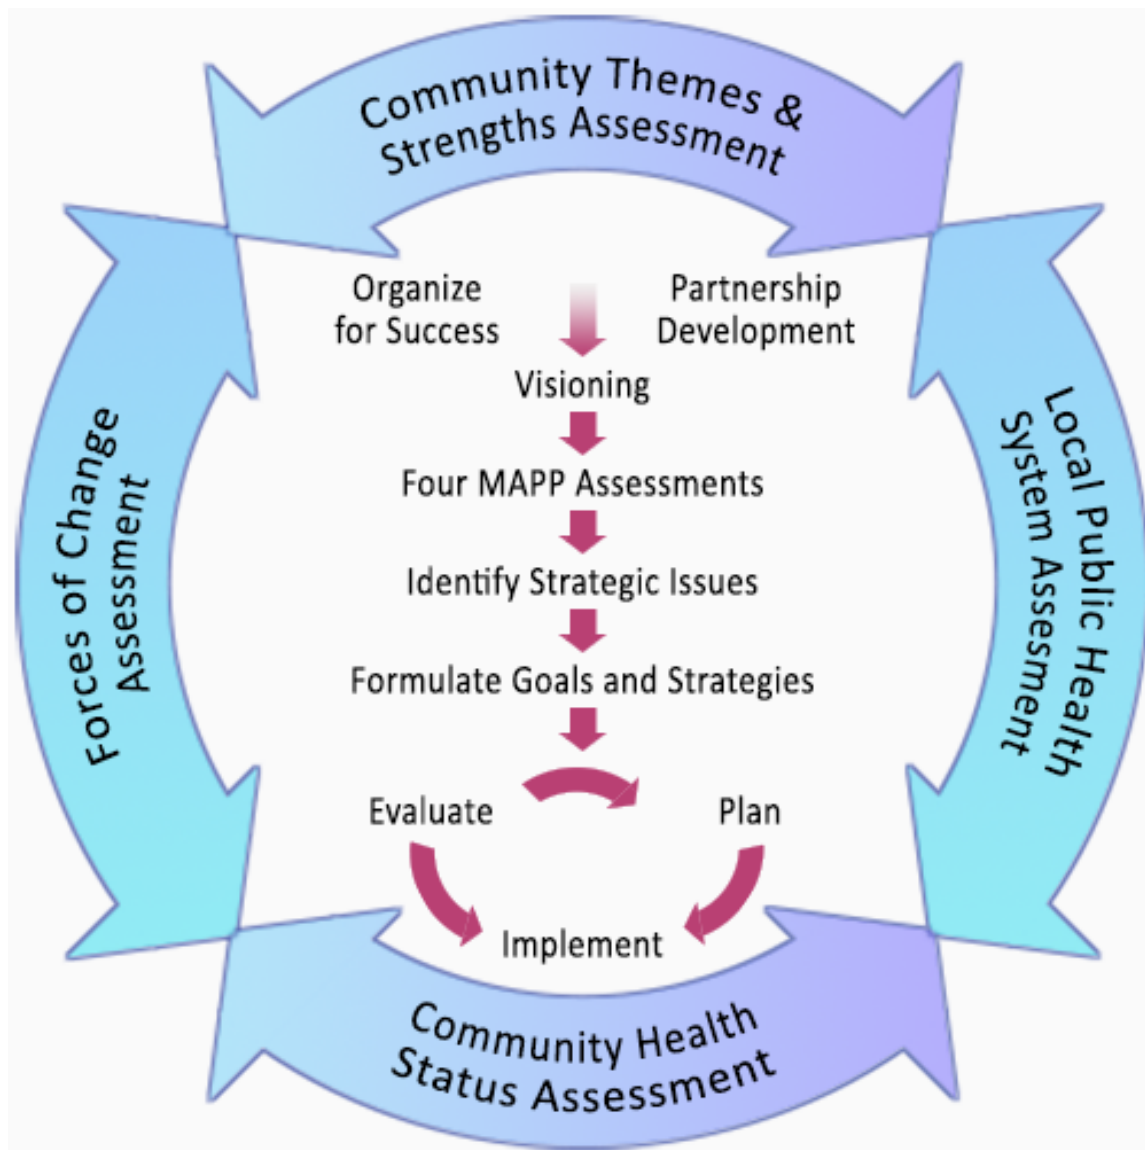 Community Themes &
Strengths Assessment
Organize
for Success
Partnership
Development
Visioning
Four MAPP Assessments
Identify Strategic Issues
Formulate Goals and Strategies
Evaluate
Plan
Implement
Forces of Change
Assessment
Local Public Health
System Assessment
Community Health
Status Assessment